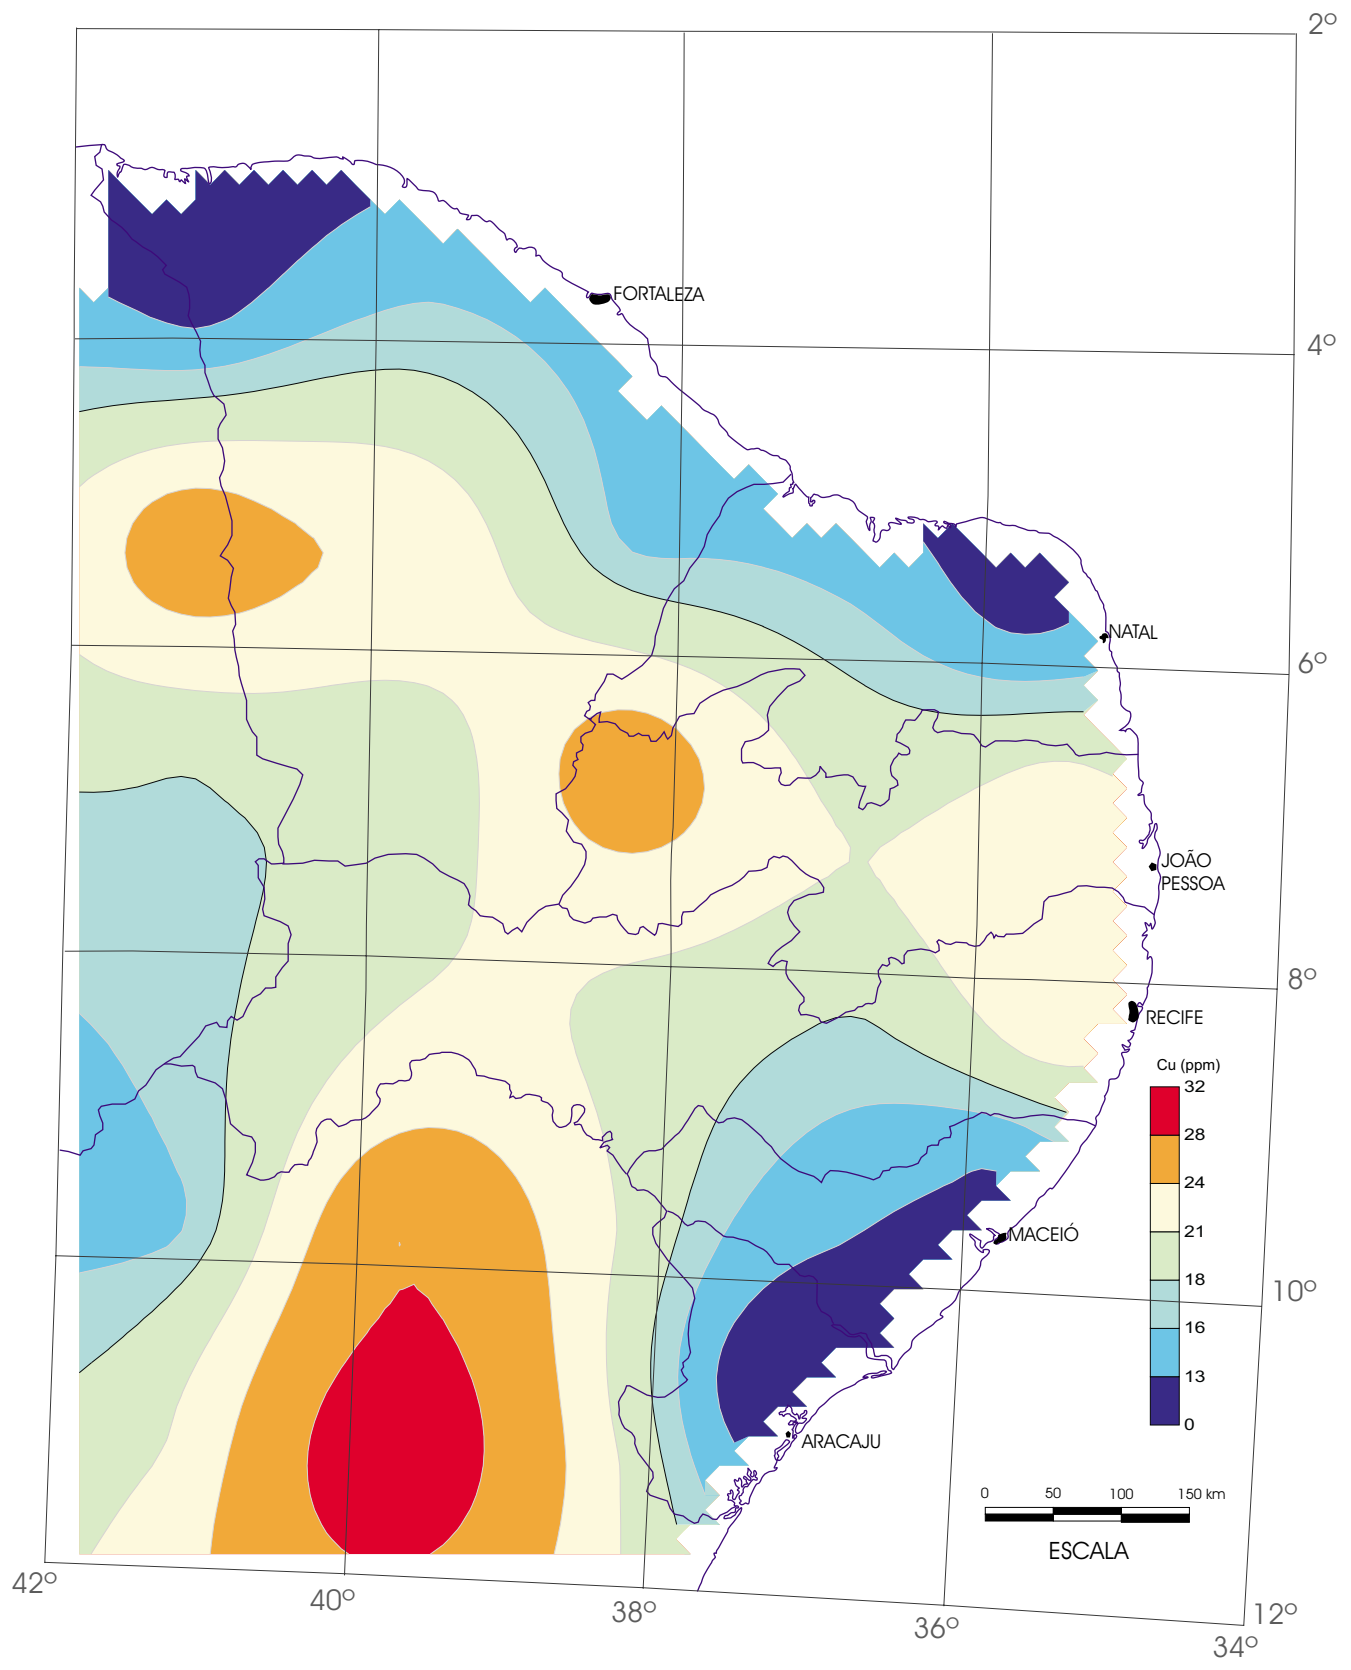 2º
FORTALEZA
4º
NATAL
6º
JOÃO
PESSOA
8º
RECIFE
Cu (ppm)
32
28
24
21
18
16
13
0
MACEIÓ
10º
ARACAJU
0 50 100 150 km
ESCALA
42º
40º
38º
36º
12º
34º